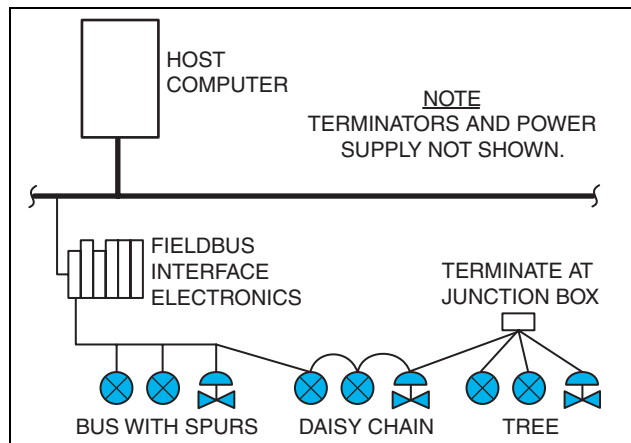 HOST
COMPUTER
NOTE
TERMINATORS AND POWER
SUPPLY NOT SHOWN.
FIELDBUS
INTERFACE
ELECTRONICS
TERMINATE AT
JUNCTION BOX
BUS WITH SPURS
DAISY CHAIN
TREE